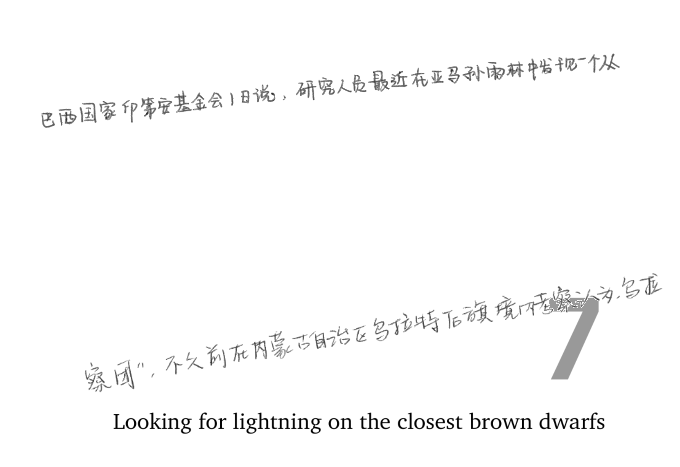 巴西国家印第安基金会1日说，研究人员最近在亚马孙雨林中发现一个从
察团"，不久前在内蒙古自治区乌拉特后旗境内考察认为，乌拉
7
Looking for lightning on the closest brown dwarfs